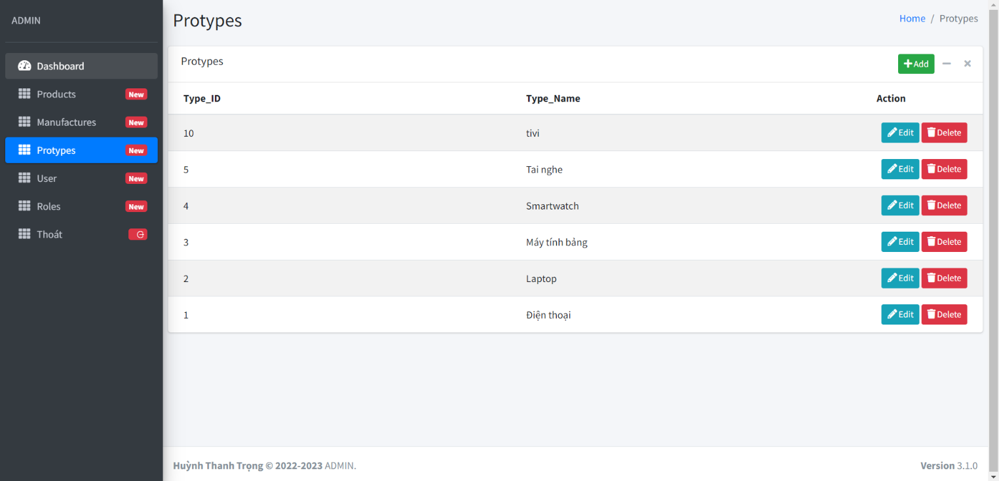 ADMIN
Dashboard
Products New
Manufactures New
Protypes New
User New
Roles New
Thoát
Protypes
Home / Protypes
Protypes
Add
Type_ID Type_Name Action
10 tivi Edit Delete
5 Tai nghe Edit Delete
4 Smartwatch Edit Delete
3 Máy tính bảng Edit Delete
2 Laptop Edit Delete
1 Điện thoại Edit Delete
Huỳnh Thanh Trọng © 2022-2023 ADMIN.
Version 3.1.0